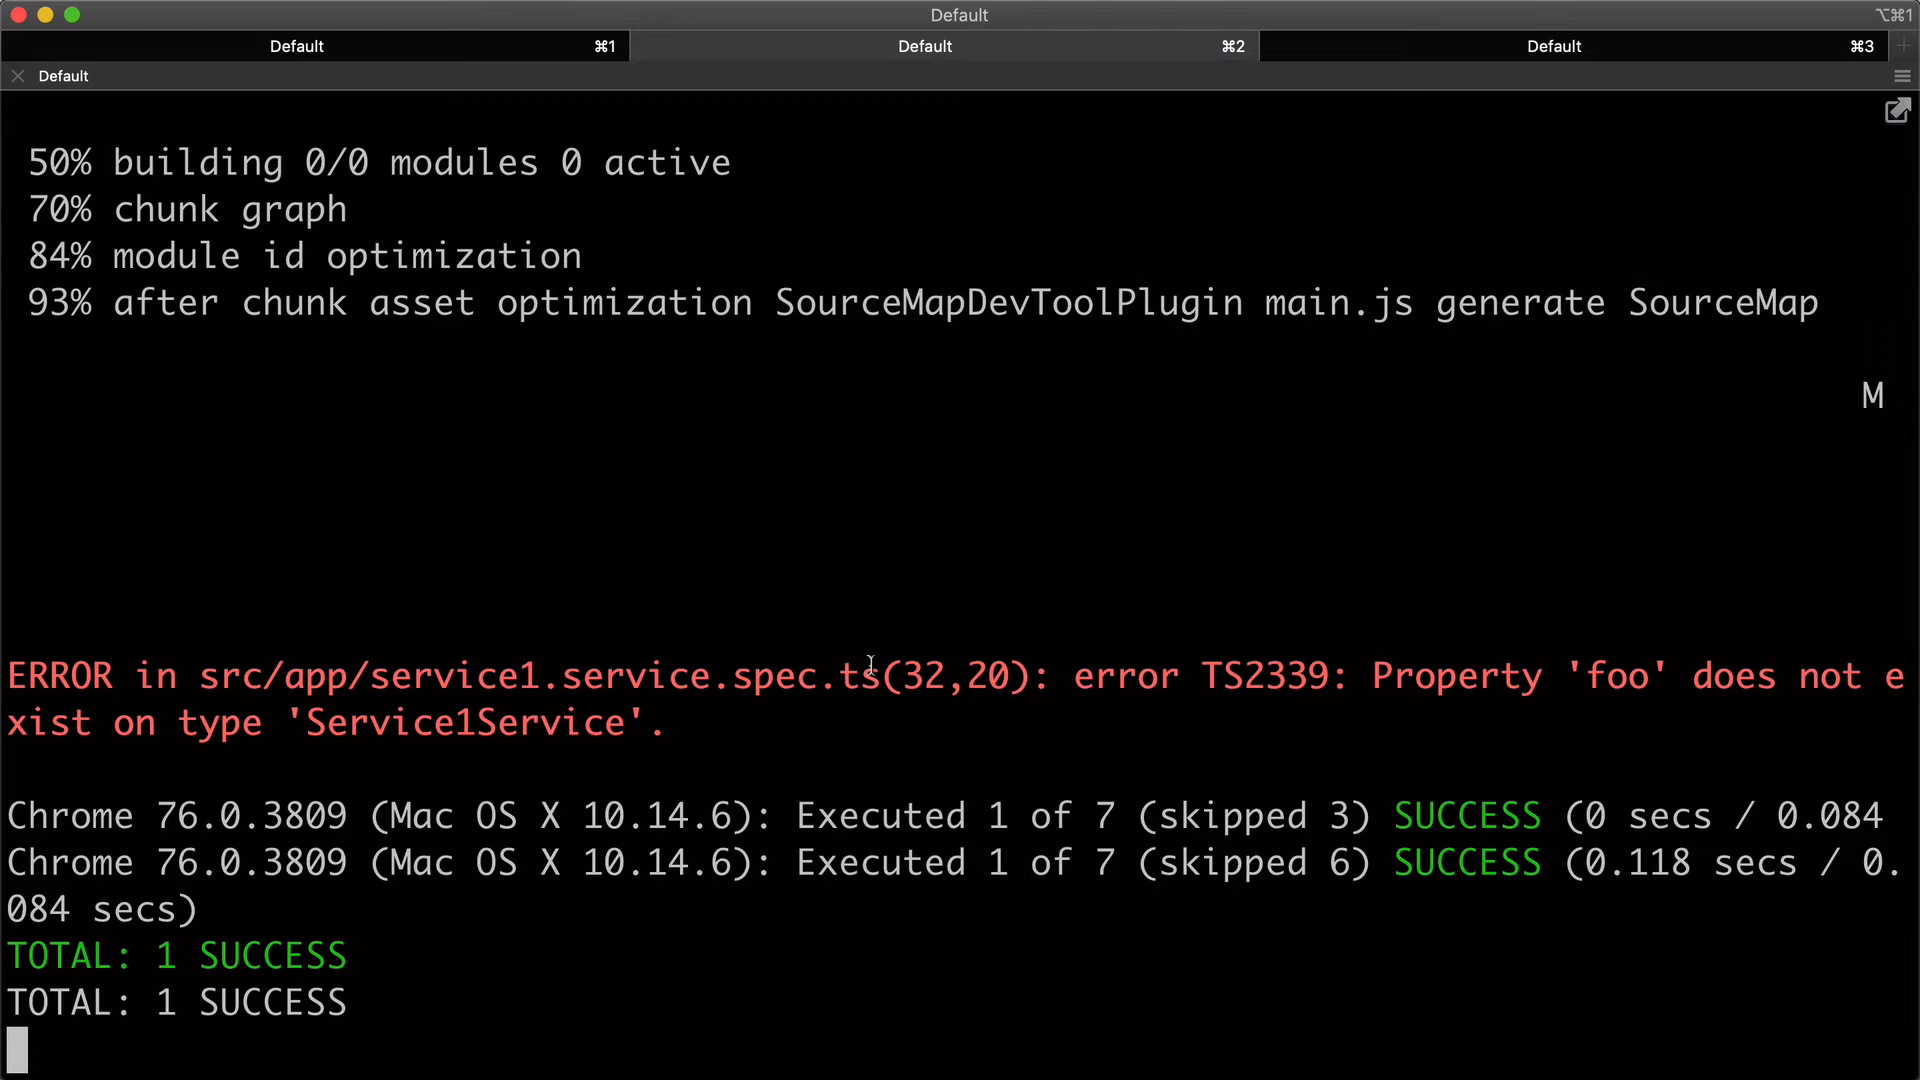 Default
⌥⌘1
Default ⌘1 Default ⌘2 Default ⌘3
Default
50% building 0/0 modules 0 active
70% chunk graph
84% module id optimization
93% after chunk asset optimization SourceMapDevToolPlugin main.js generate SourceMap
M
ERROR in src/app/service1.service.spec.ts(32,20): error TS2339: Property 'foo' does not e
xist on type 'Service1Service'.
Chrome 76.0.3809 (Mac OS X 10.14.6): Executed 1 of 7 (skipped 3) SUCCESS (0 secs / 0.084
Chrome 76.0.3809 (Mac OS X 10.14.6): Executed 1 of 7 (skipped 6) SUCCESS (0.118 secs / 0.
084 secs)
TOTAL: 1 SUCCESS
TOTAL: 1 SUCCESS